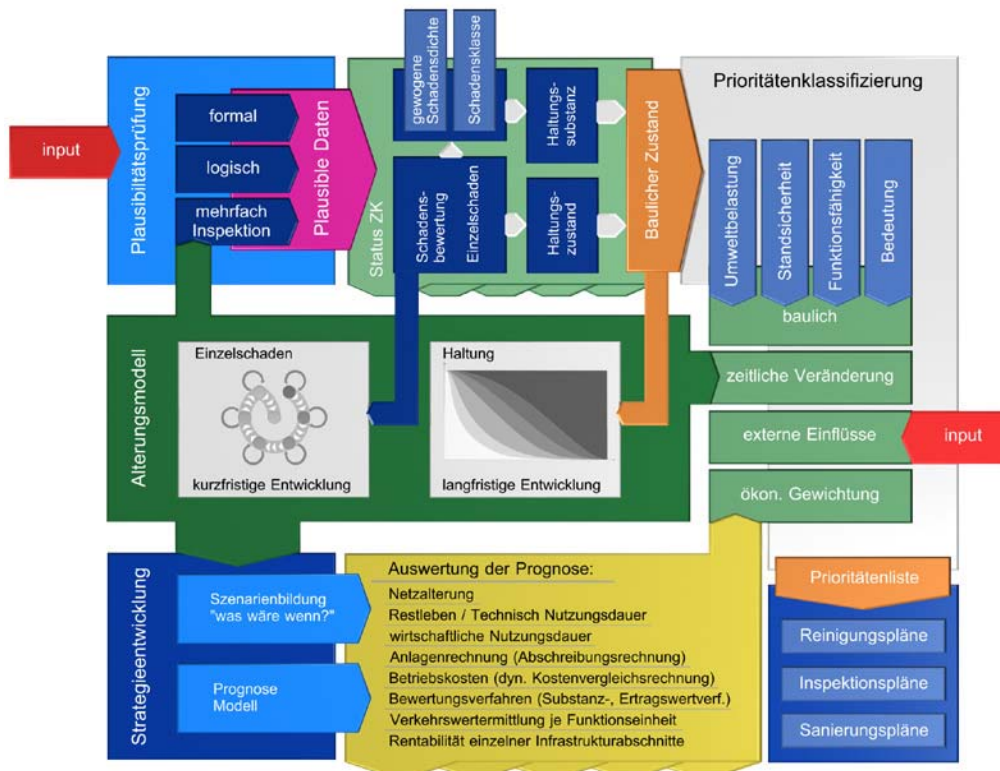 input
Plausibiltätsprüfung
formal
logisch
mehrfach
Inspektion
Plausible Daten
Status ZK
gewogene
Schadensdichte
Schadensklasse
Schadens-
bewertung
Einzelschaden
Haltungs-
substanz
Haltungs-
zustand
Baulicher Zustand
Prioritätenklassifizierung
Umweltbelastung
Standsicherheit
Funktionsfähigkeit
Bedeutung
baulich
zeitliche Veränderung
externe Einflüsse
input
ökon. Gewichtung
Alterungsmodell
Einzelschaden
kurzfristige Entwicklung
Haltung
langfristige Entwicklung
Strategieentwicklung
Szenarienbildung
"was wäre wenn?"
Prognose
Modell
Auswertung der Prognose:
Netzalterung
Restleben / Technisch Nutzungsdauer
wirtschaftliche Nutzungsdauer
Anlagenrechnung (Abschreibungsrechnung)
Betriebskosten (dyn. Kostenvergleichsrechnung)
Bewertungsverfahren (Substanz-, Ertragswertverf.)
Verkehrswertermittlung je Funktionseinheit
Rentabilität einzelner Infrastrukturabschnitte
Prioritätenliste
Reinigungspläne
Inspektionspläne
Sanierungspläne